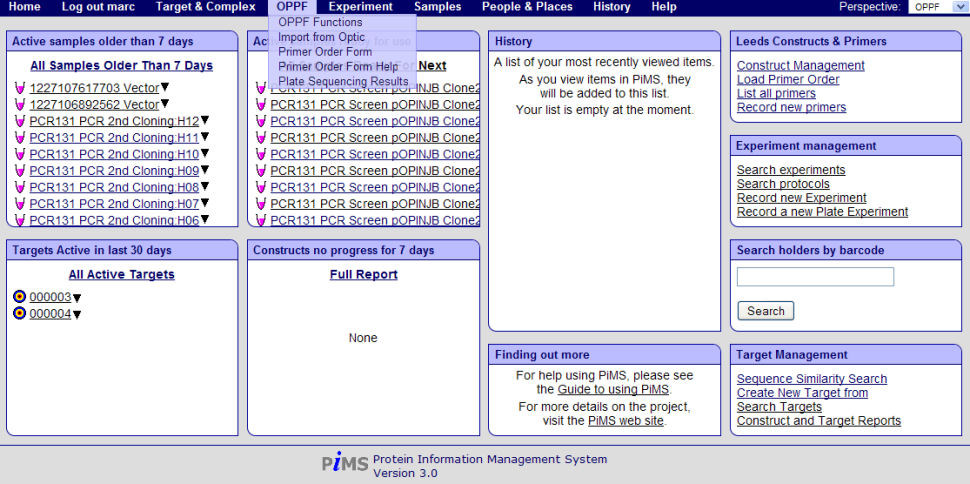 Home Log out marc Target & Complex OPPF Experiment Samples People & Places History Help Perspective: OPPF
OPPF Functions
Import from Optic
Primer Order Form
Primer Order Form Help
Plate Sequencing Results
Active samples older than 7 days
All Samples Older Than 7 Days
1227107617703 Vector
1227106892562 Vector
PCR131 PCR 2nd Cloning:H12
PCR131 PCR 2nd Cloning:H11
PCR131 PCR 2nd Cloning:H10
PCR131 PCR 2nd Cloning:H09
PCR131 PCR 2nd Cloning:H08
PCR131 PCR 2nd Cloning:H07
PCR131 PCR 2nd Cloning:H06
for use
Next
PCR131 PCR Screen pOPINJB Clone2
PCR131 PCR Screen pOPINJB Clone2
PCR131 PCR Screen pOPINJB Clone2
PCR131 PCR Screen pOPINJB Clone2
PCR131 PCR Screen pOPINJB Clone2
PCR131 PCR Screen pOPINJB Clone2
PCR131 PCR Screen pOPINJB Clone2
PCR131 PCR Screen pOPINJB Clone2
PCR131 PCR Screen pOPINJB Clone2
History
A list of your most recently viewed items.
As you view items in PiMS, they
will be added to this list.
Your list is empty at the moment.
Leeds Constructs & Primers
Construct Management
Load Primer Order
List all primers
Record new primers
Experiment management
Search experiments
Search protocols
Record new Experiment
Record a new Plate Experiment
Targets Active in last 30 days
All Active Targets
000003
000004
Constructs no progress for 7 days
Full Report
None
Search holders by barcode
Search
Finding out more
For help using PiMS, please see
the Guide to using PiMS.
For more details on the project,
visit the PiMS web site.
Target Management
Sequence Similarity Search
Create New Target from
Search Targets
Construct and Target Reports
PiMS Protein Information Management System
Version 3.0